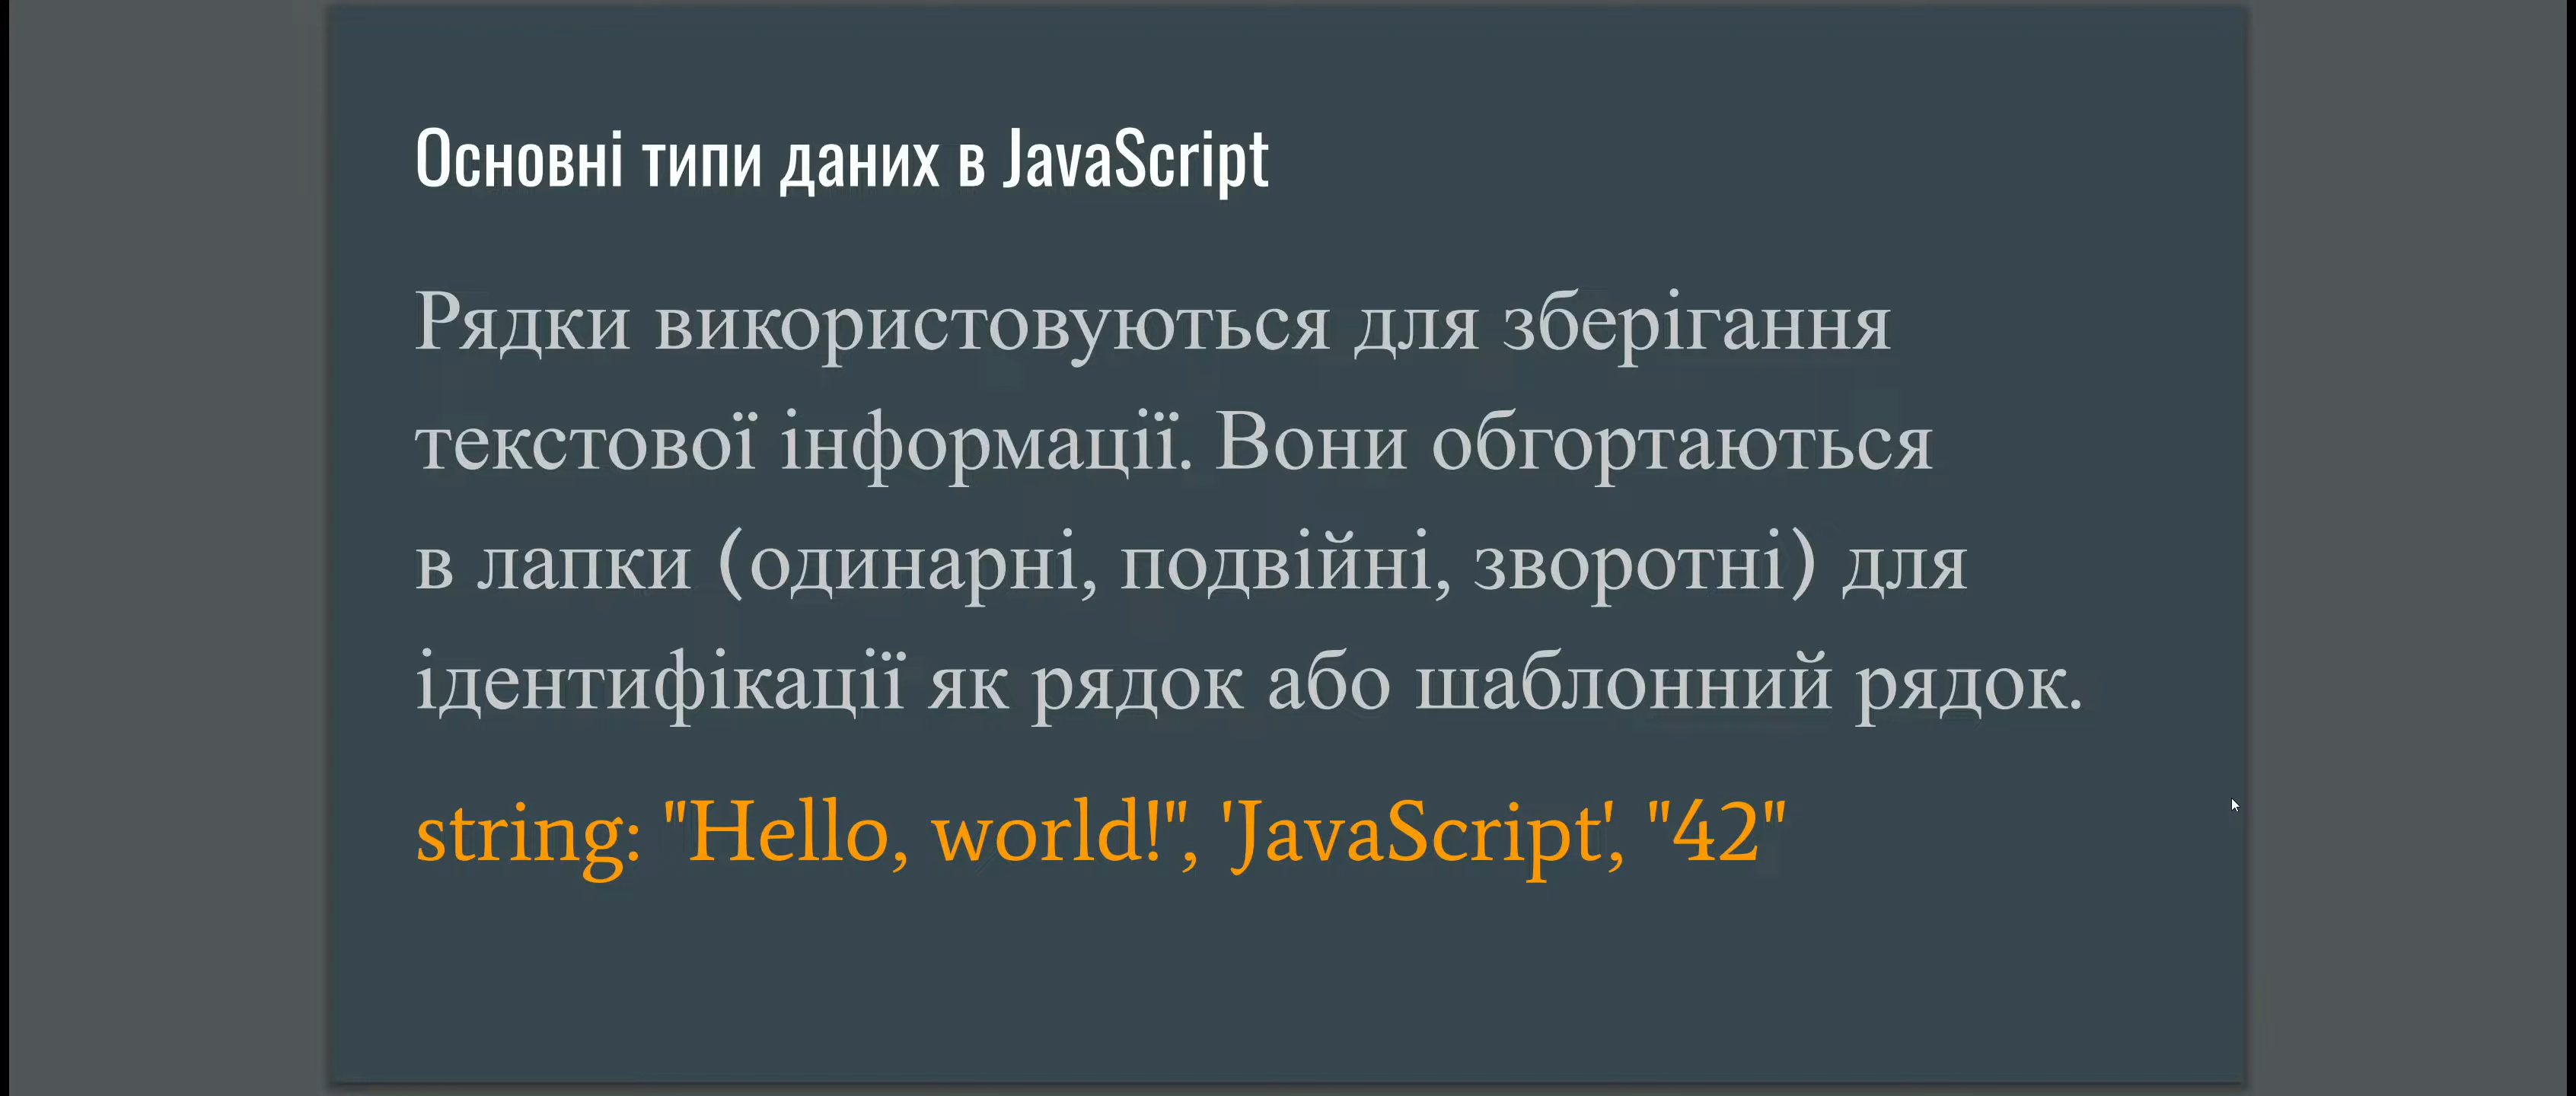 Основні типи даних в JavaScript
Рядки використовуються для зберігання
текстової інформації. Вони обгортаються
в лапки (одинарні, подвійні, зворотні) для
ідентифікації як рядок або шаблонний рядок.
string: "Hello, world!", 'JavaScript', "42"